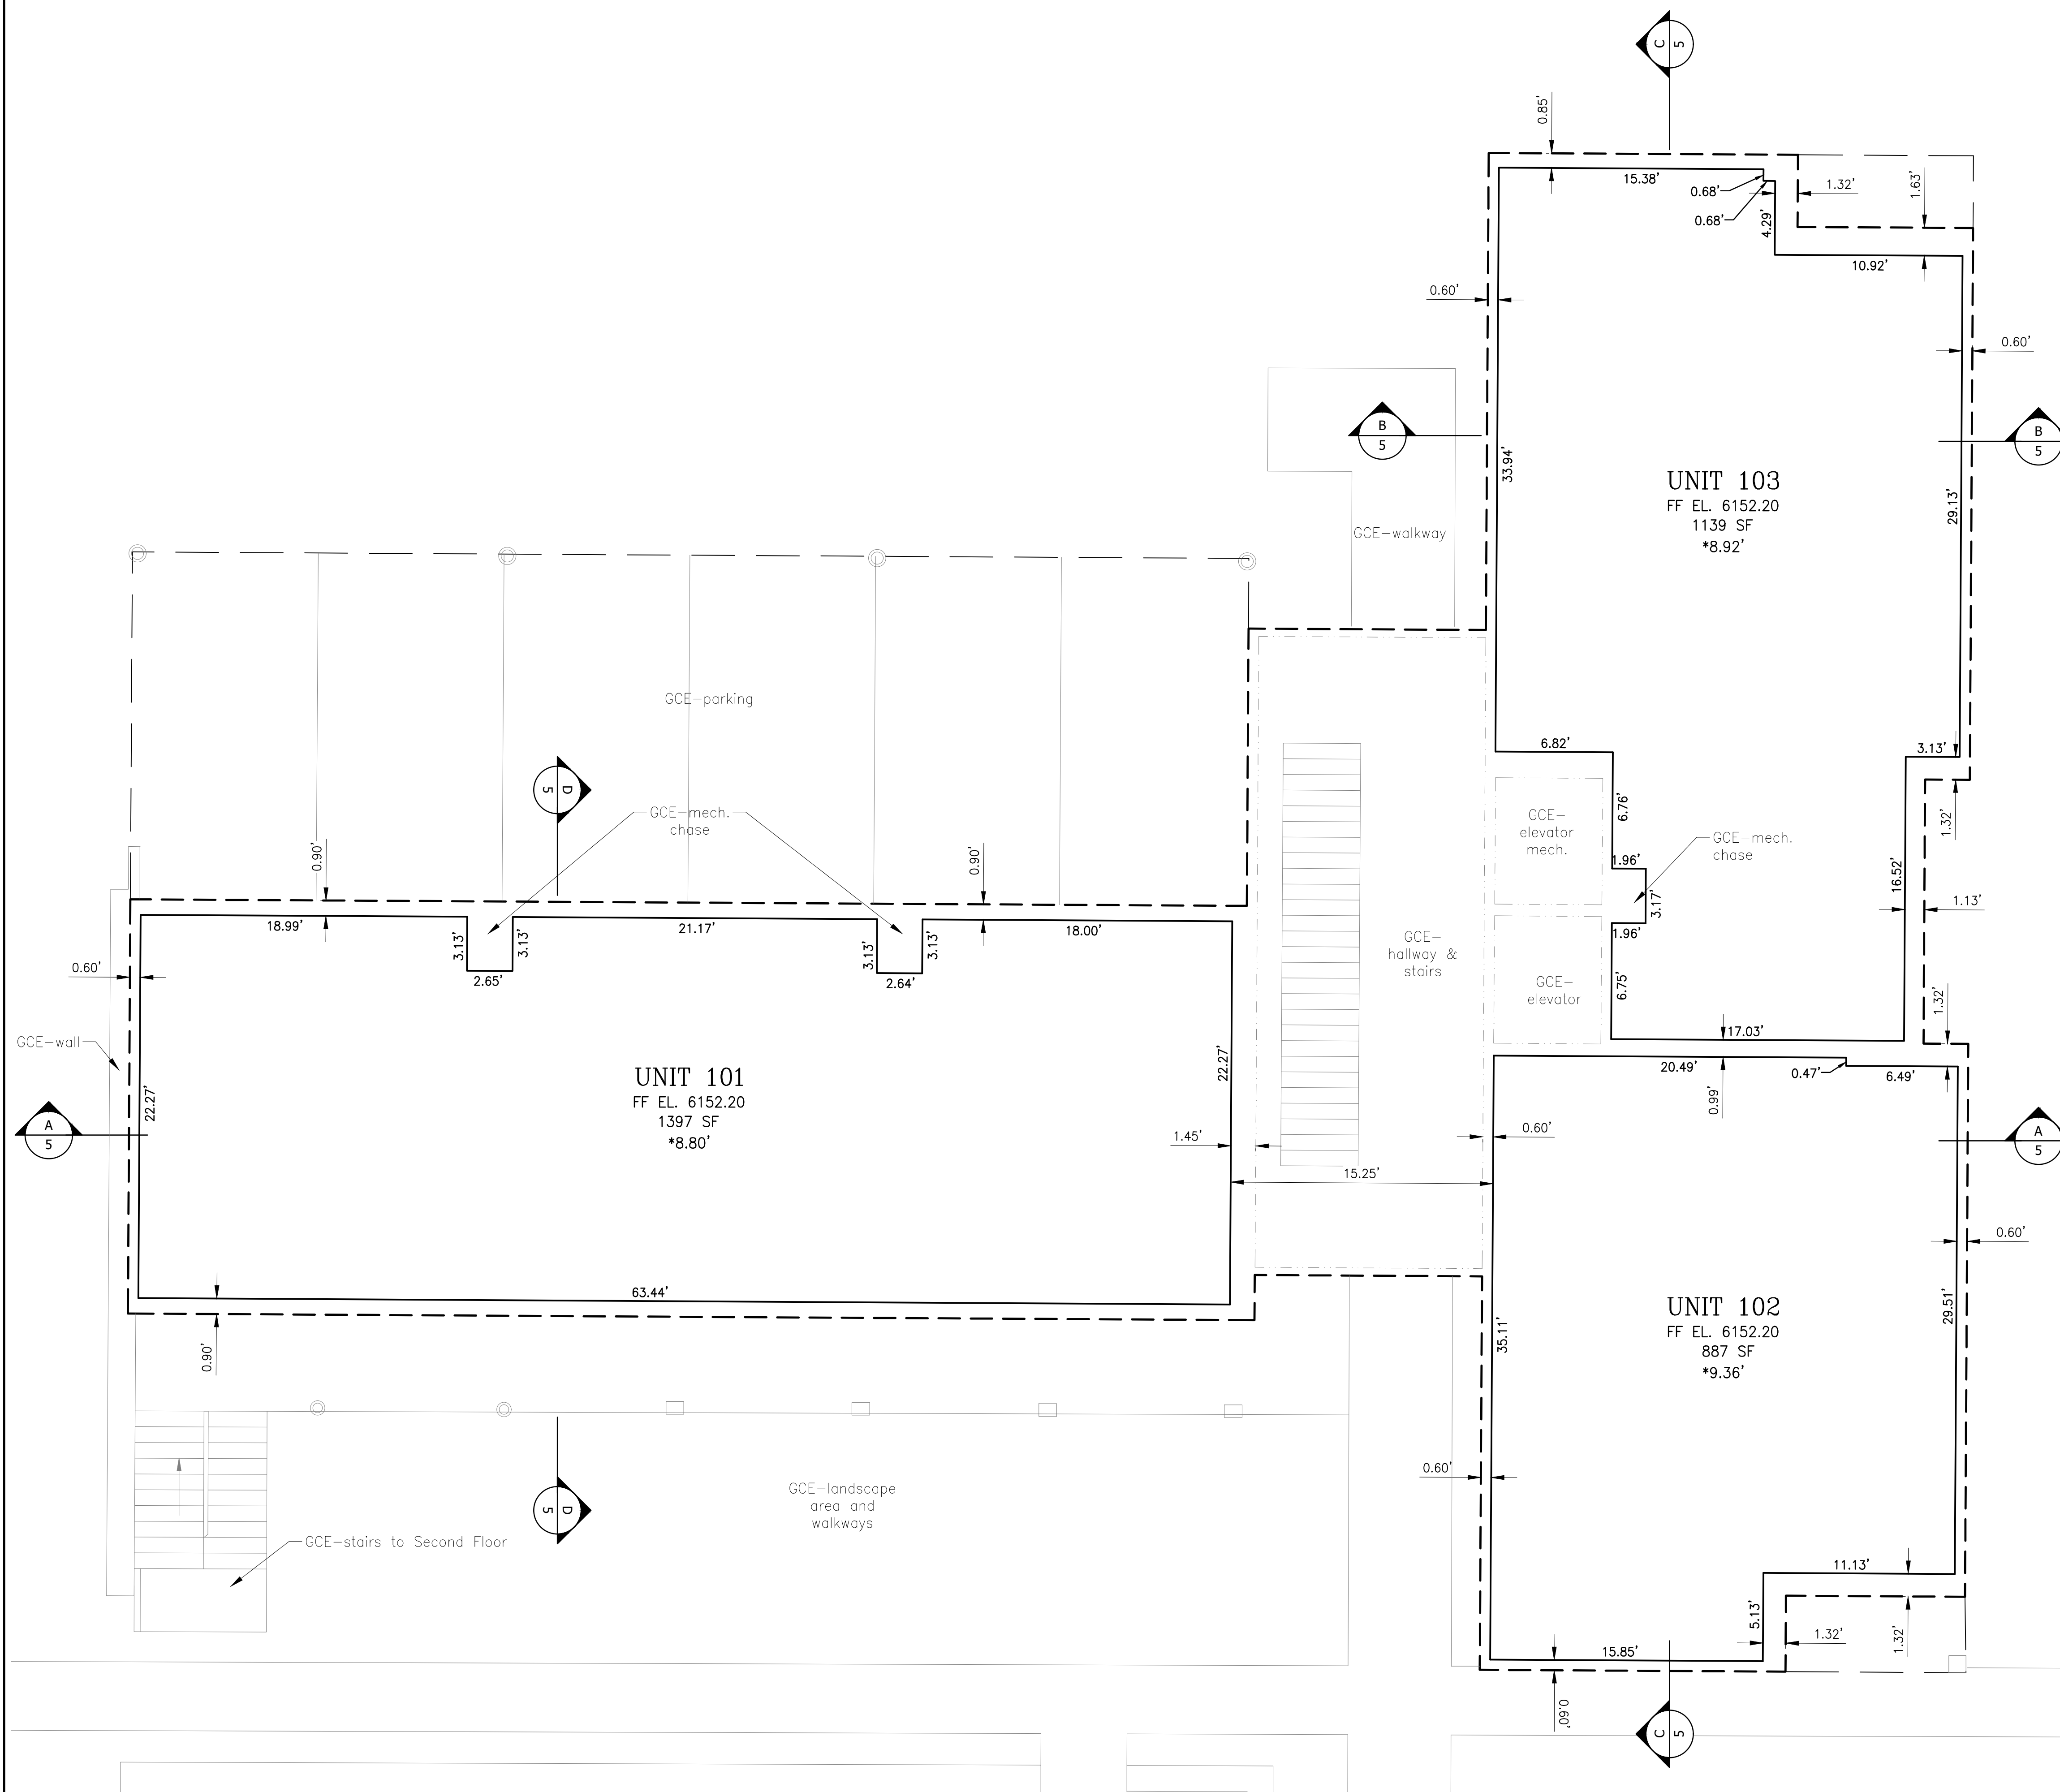 C
5
0.85'
15.38'
0.68'
0.68'
4.29'
1.32'
1.63'
10.92'
0.60'
0.60'
B
5
B
5
33.94'
29.13'
UNIT 103
FF EL. 6152.20
1139 SF
*8.92'
GCE-walkway
GCE-parking
D
5
GCE-mech.
chase
6.82'
3.13'
6.76'
GCE-
elevator
mech.
GCE-mech.
chase
1.32'
1.96'
3.17'
1.96'
16.52'
1.13'
0.90'
0.90'
18.99'
3.13'
3.13'
2.65'
21.17'
3.13'
3.13'
2.64'
18.00'
0.60'
GCE-
hallway &
stairs
GCE-
elevator
6.75'
1.32'
GCE-wall
17.03'
20.49'
0.47'
6.49'
0.99'
22.27'
22.27'
UNIT 101
FF EL. 6152.20
1397 SF
*8.80'
A
5
A
5
1.45'
0.60'
15.25'
0.60'
63.44'
0.90'
35.11'
29.51'
UNIT 102
FF EL. 6152.20
887 SF
*9.36'
0.60'
GCE-landscape
area and
walkways
D
5
GCE-stairs to Second Floor
11.13'
5.13'
1.32'
1.32'
15.85'
0.60'
C
5